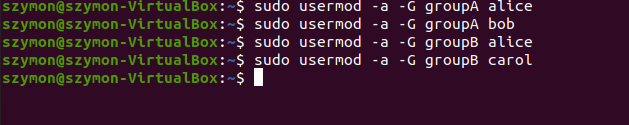 szymon@szymon-VirtualBox:~$ sudo usermod -a -G groupA alice
szymon@szymon-VirtualBox:~$ sudo usermod -a -G groupA bob
szymon@szymon-VirtualBox:~$ sudo usermod -a -G groupB alice
szymon@szymon-VirtualBox:~$ sudo usermod -a -G groupB carol
szymon@szymon-VirtualBox:~$